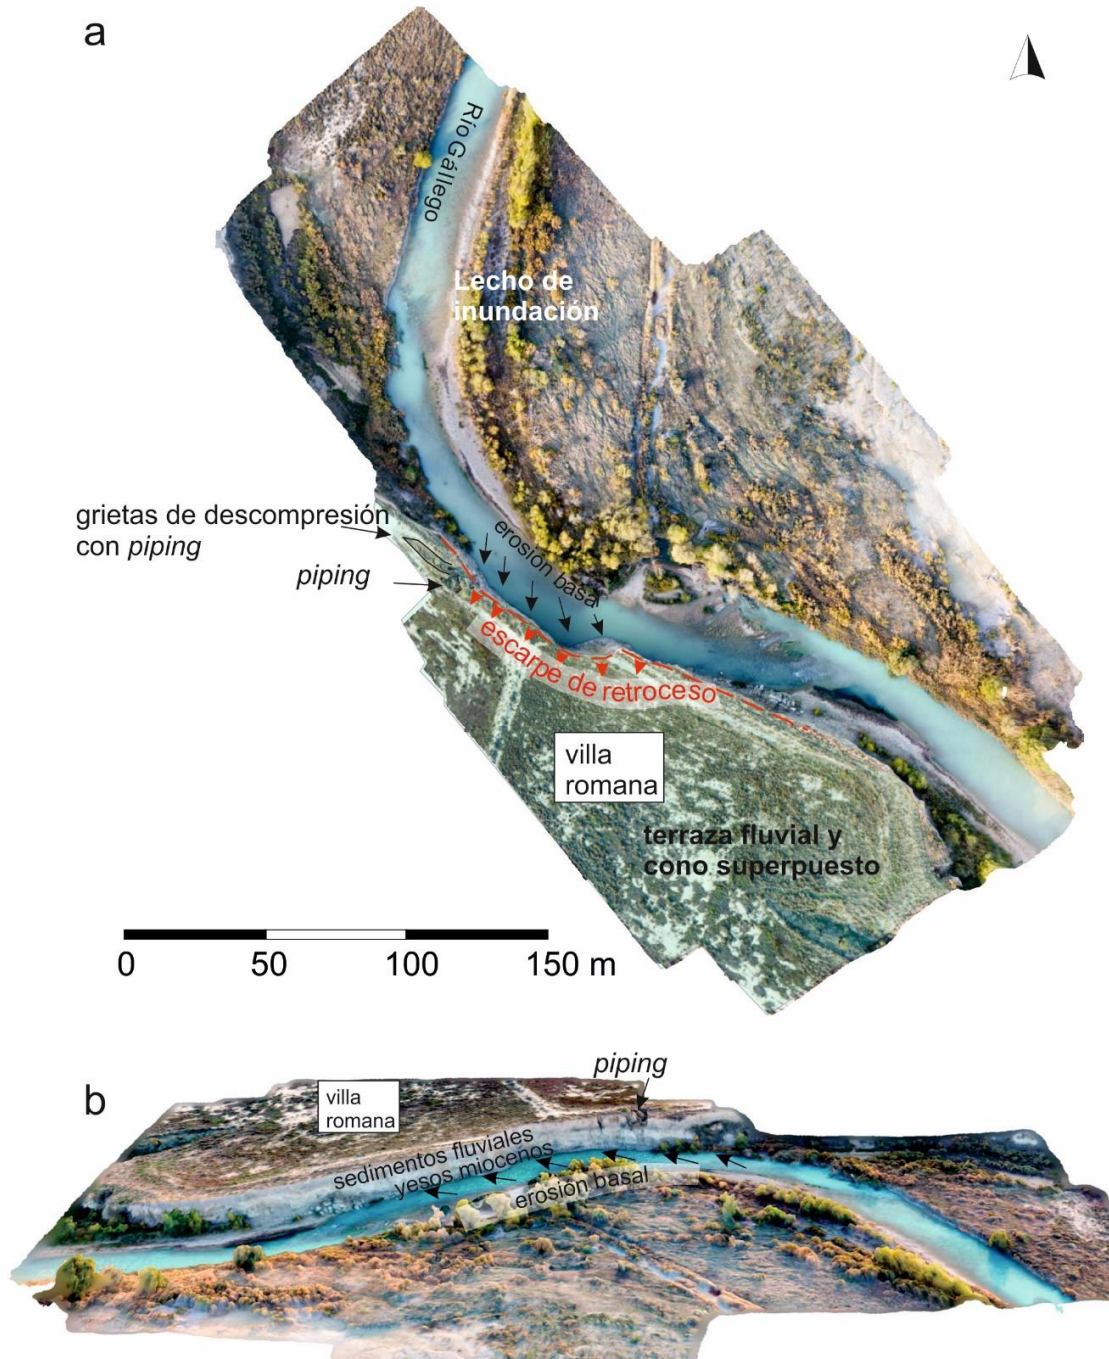 a
Río Gállego
Lecho de
inundación
grietas de descompresión
con piping
piping
erosión basal
escarpe de retroceso
villa
romana
terraza fluvial y
cono superpuesto
0 50 100 150 m
piping
b
villa
romana
sedimentos fluviales
yesos miocenos
erosión basal